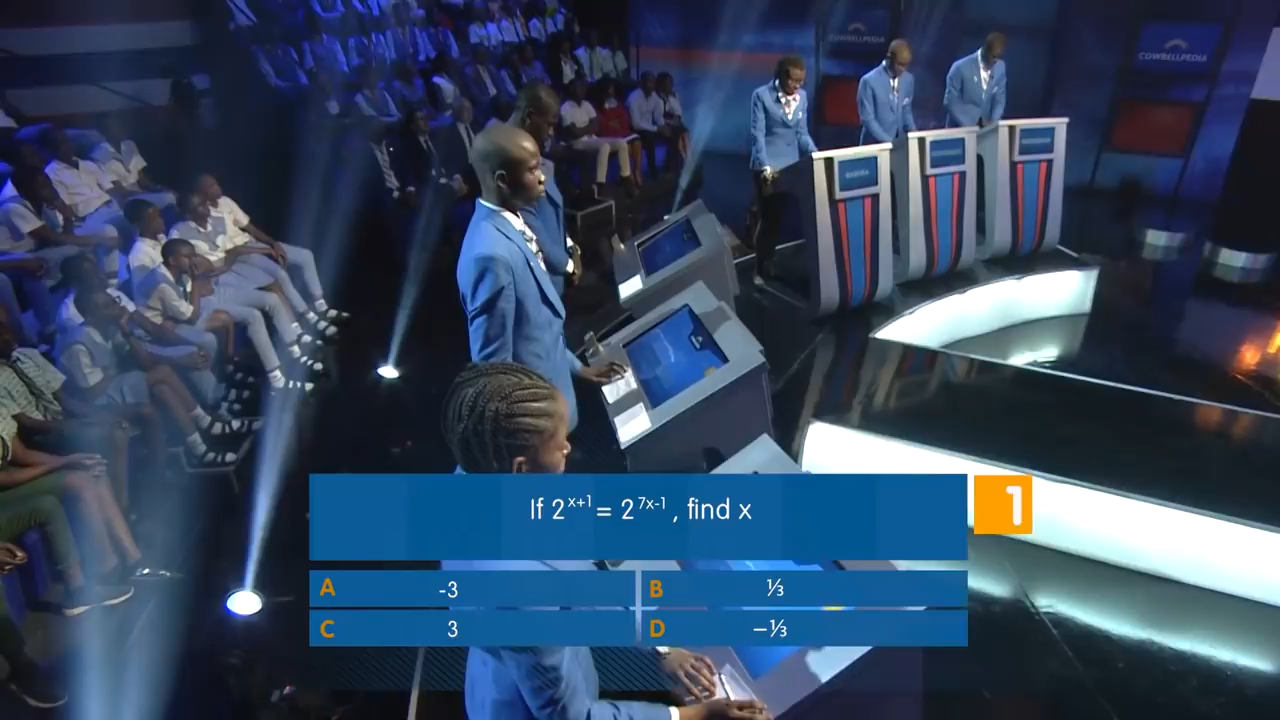 COWBELLPEDIA
COWBELLPEDIA
If 2^(x+1) = 2^(7x-1) , find x
1
A -3
B ⅓
C 3
D –⅓